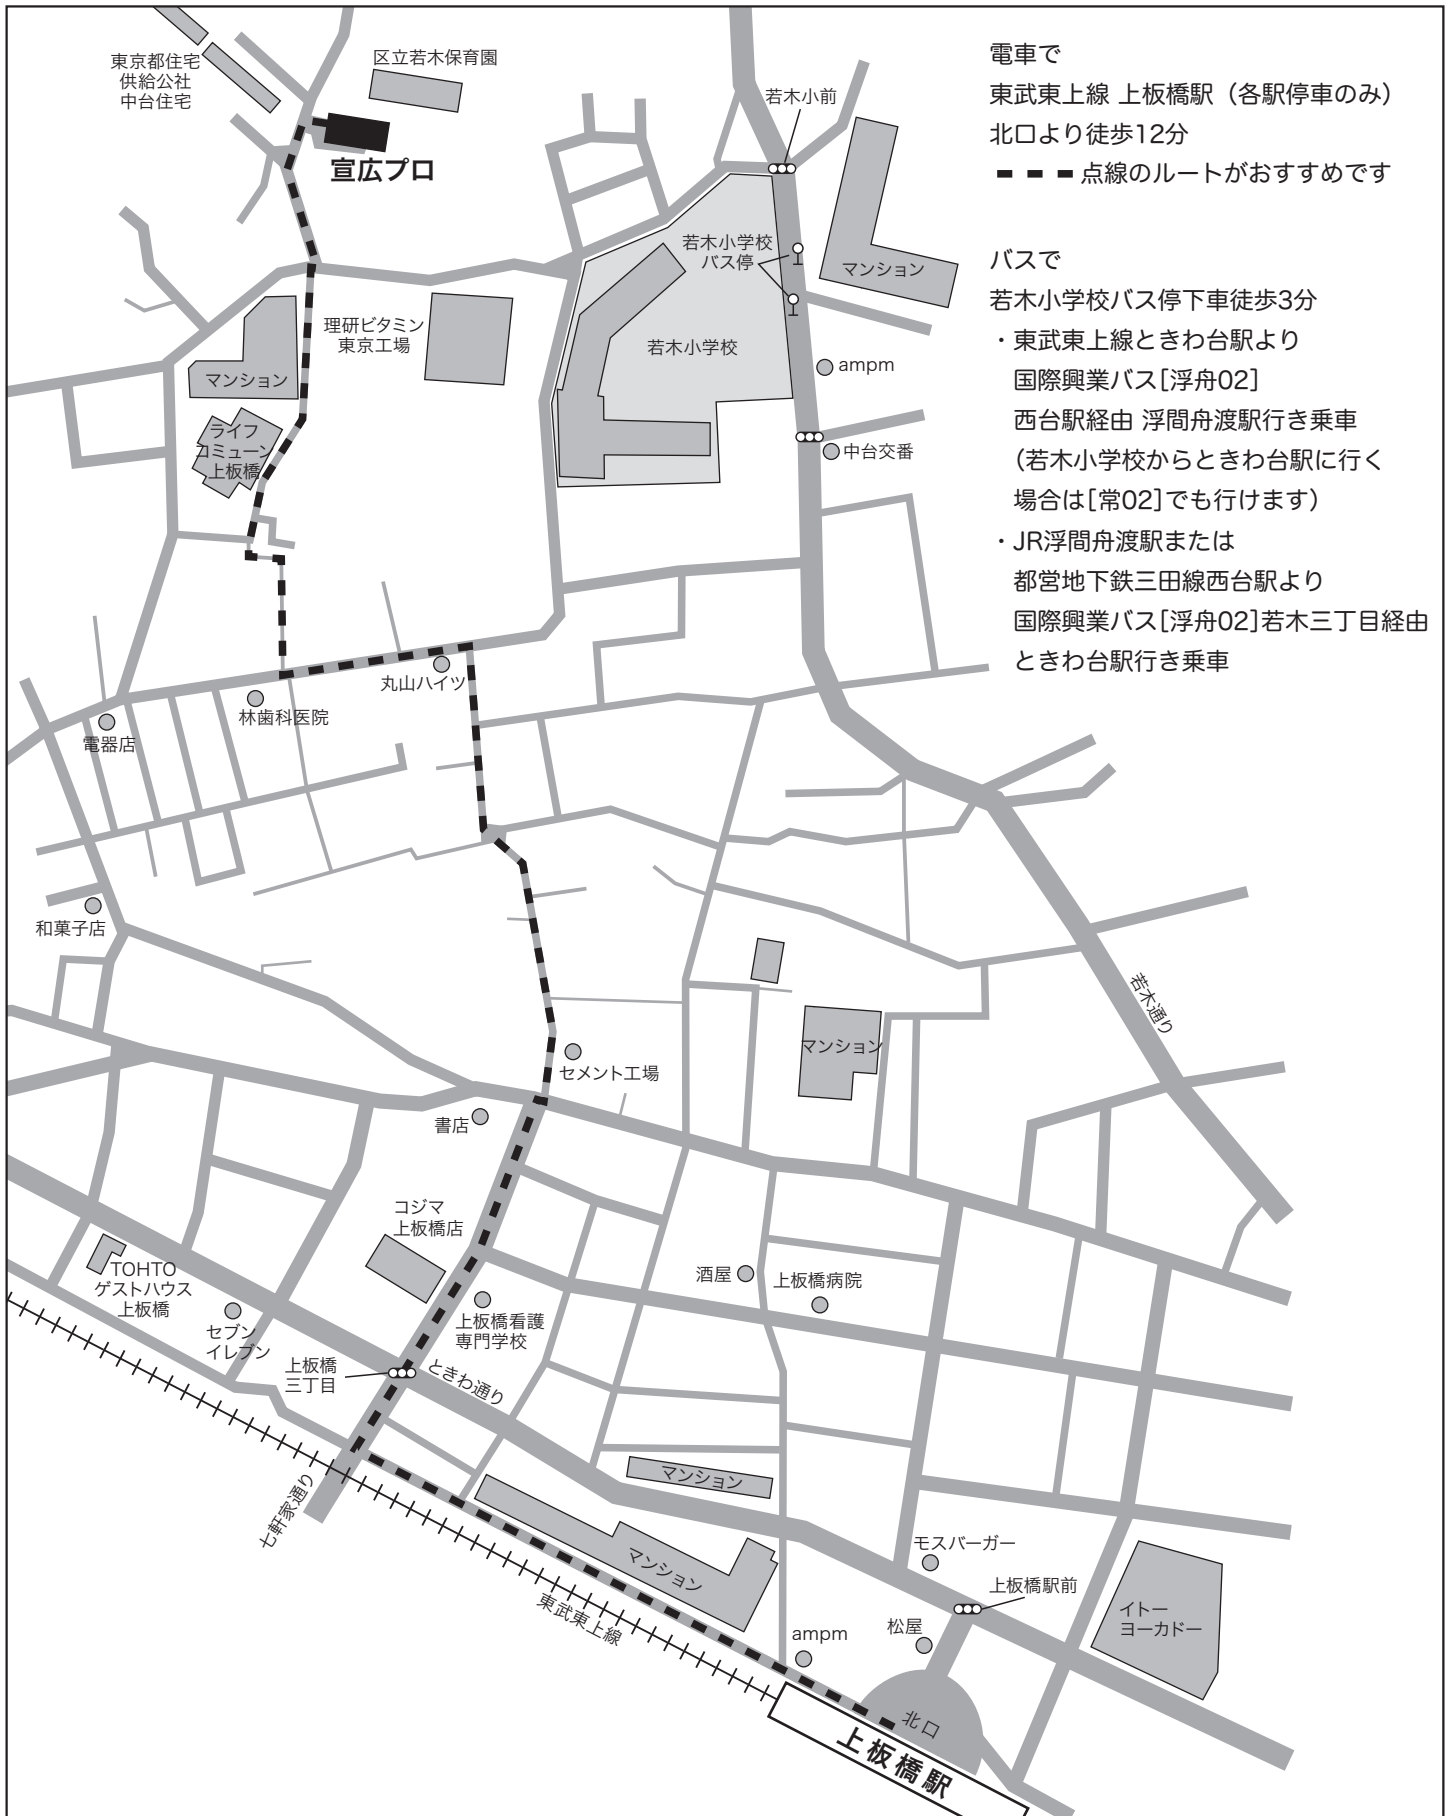 東京都住宅
供給公社
中台住宅
区立若木保育園
宣広プロ
若木小前
電車で
東武東上線 上板橋駅（各駅停車のみ）
北口より徒歩12分
点線のルートがおすすめです
バスで
若木小学校バス停下車徒歩3分
・東武東上線ときわ台駅より
国際興業バス[浮舟02]
西台駅経由 浮間舟渡駅行き乗車
（若木小学校からときわ台駅に行く
場合は[常02]でも行けます）
・JR浮間舟渡駅または
都営地下鉄三田線西台駅より
国際興業バス[浮舟02]若木三丁目経由
ときわ台駅行き乗車
若木小学校
バス停
マンション
理研ビタミン
東京工場
若木小学校
ampm
マンション
ライフ
コミューン
上板橋
中台交番
丸山ハイツ
林歯科医院
電器店
和菓子店
若木通り
マンション
セメント工場
書店
コジマ
上板橋店
TOHTO
ゲストハウス
上板橋
セブン
イレブン
酒屋
上板橋病院
上板橋看護
専門学校
上板橋
三丁目
ときわ通り
七軒家通り
マンション
マンション
東武東上線
モスバーガー
上板橋駅前
イトー
ヨーカドー
松屋
ampm
北口
上板橋駅